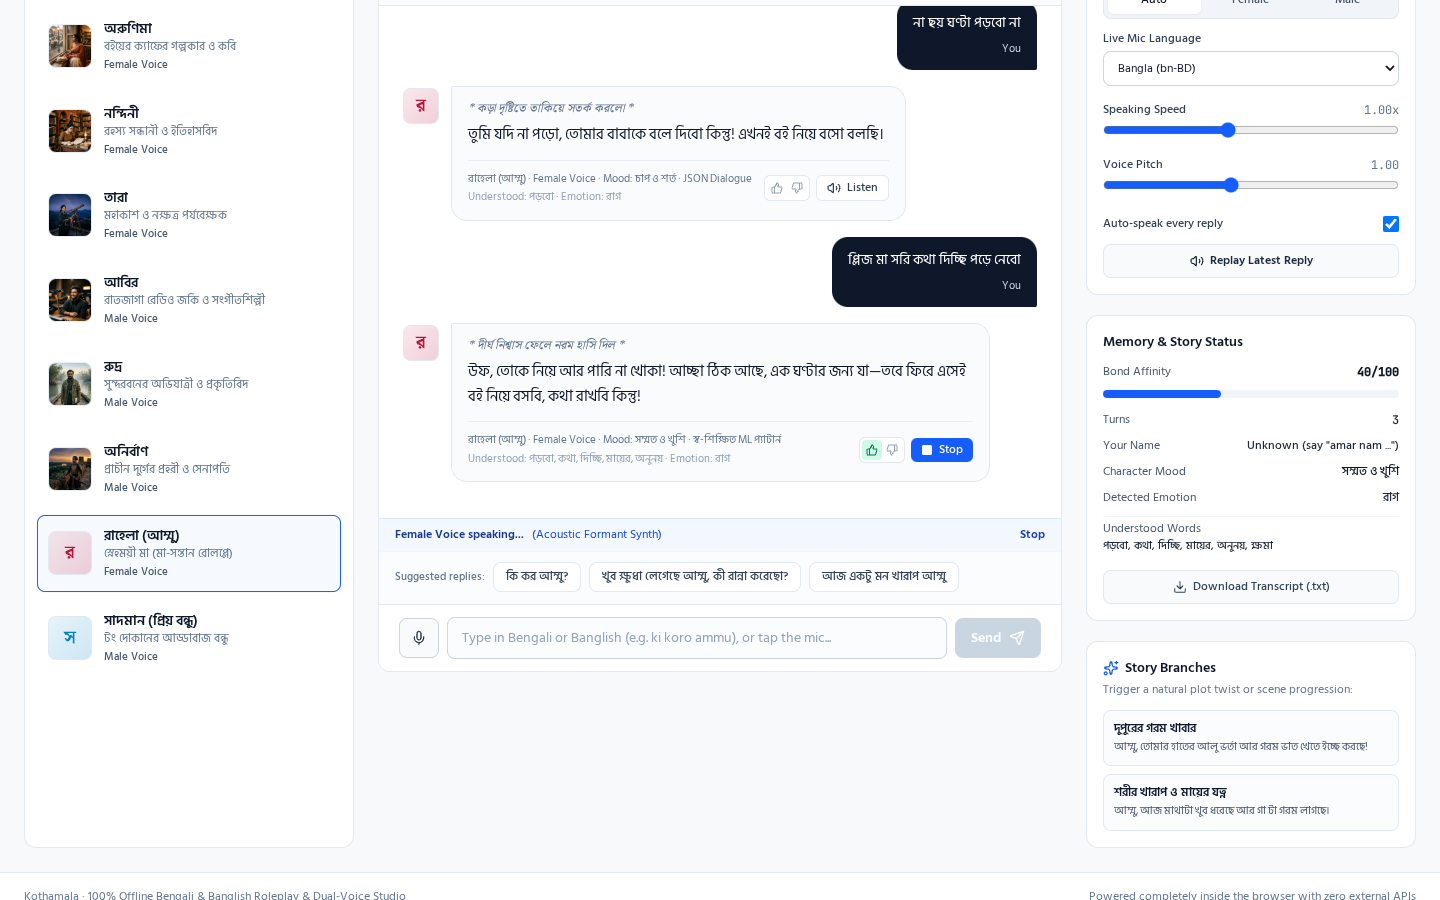 অরুণিমা
বইয়ের ক্যাফের গল্পকার ও কবি
Female Voice
নন্দিনী
রহস্য সন্ধানী ও ইতিহাসবিদ
Female Voice
তারা
মহাকাশ ও নক্ষত্র পর্যবেক্ষক
Female Voice
আবির
রাতজাগা রেডিও জকি ও সংগীতশিল্পী
Male Voice
রুদ্র
সুন্দরবনের অভিযাত্রী ও প্রকৃতিবিদ
Male Voice
অনির্বাণ
প্রাচীন দুর্গের প্রহরী ও সেনাপতি
Male Voice
র
রাহেলা (আম্মু)
স্নেহময়ী মা (মা-সন্তান রোলপ্লে)
Female Voice
স
সাদমান (প্রিয় বন্ধু)
টং দোকানের আড্ডাবাজ বন্ধু
Male Voice
না ছয় ঘণ্টা পড়বো না
You
র
* কড়া দৃষ্টিতে তাকিয়ে সতর্ক করলো *
তুমি যদি না পড়ো, তোমার বাবাকে বলে দিবো কিন্তু! এখনই বই নিয়ে বসো বলছি।
রাহেলা (আম্মু) · Female Voice · Mood: চাপ ও শর্ত · JSON Dialogue
Understood: পড়বো · Emotion: রাগ
Listen
প্লিজ মা সরি কথা দিচ্ছি পড়ে নেবো
You
র
* দীর্ঘ নিশ্বাস ফেলে নরম হাসি দিল *
উফ, তোকে নিয়ে আর পারি না খোকা! আচ্ছা ঠিক আছে, এক ঘণ্টার জন্য যা—তবে ফিরে এসেই
বই নিয়ে বসবি, কথা রাখবি কিন্তু!
রাহেলা (আম্মু) · Female Voice · Mood: সম্মত ও খুশি · স্ব-শিক্ষিত ML প্যাটার্ন
Understood: পড়বো, কথা, দিচ্ছি, মায়ের, অনুনয় · Emotion: রাগ
Stop
Female Voice speaking... (Acoustic Formant Synth)
Stop
Suggested replies:
কি কর আম্মু?
খুব ক্ষুধা লেগেছে আম্মু, কী রান্না করেছো?
আজ একটু মন খারাপ আম্মু
Type in Bengali or Banglish (e.g. ki koro ammu), or tap the mic...
Send
Auto
Female
Male
Live Mic Language
Bangla (bn-BD)
Speaking Speed
1.00x
Voice Pitch
1.00
Auto-speak every reply
Replay Latest Reply
Memory & Story Status
Bond Affinity
40/100
Turns
3
Your Name
Unknown (say "amar nam ...")
Character Mood
সম্মত ও খুশি
Detected Emotion
রাগ
Understood Words
পড়বো, কথা, দিচ্ছি, মায়ের, অনুনয়, ক্ষমা
Download Transcript (.txt)
Story Branches
Trigger a natural plot twist or scene progression:
দুপুরের গরম খাবার
আম্মু, তোমার হাতের আলু ভর্তা আর গরম ভাত খেতে ইচ্ছে করছে!
শরীর খারাপ ও মায়ের যত্ন
আম্মু, আজ মাথাটা খুব ধরেছে আর গা টা গরম লাগছে।
Kothamala · 100% Offline Bengali & Banglish Roleplay & Dual-Voice Studio
Powered completely inside the browser with zero external APIs